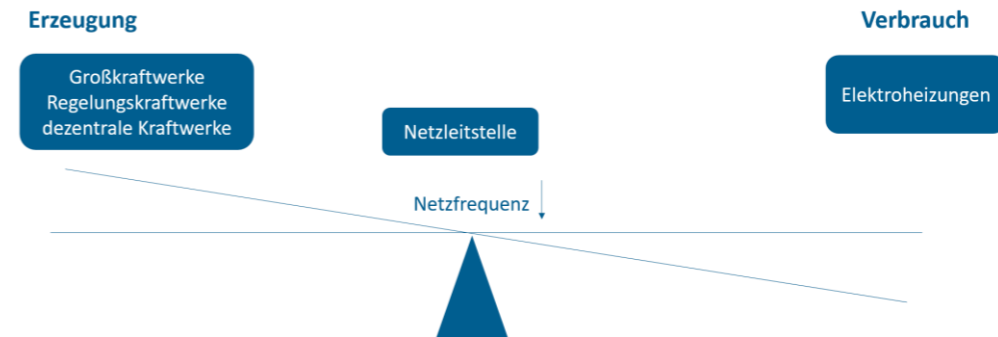 Erzeugung
Verbrauch
Großkraftwerke
Regelungskraftwerke
dezentrale Kraftwerke
Netzleitstelle
Elektroheizungen
Netzfrequenz